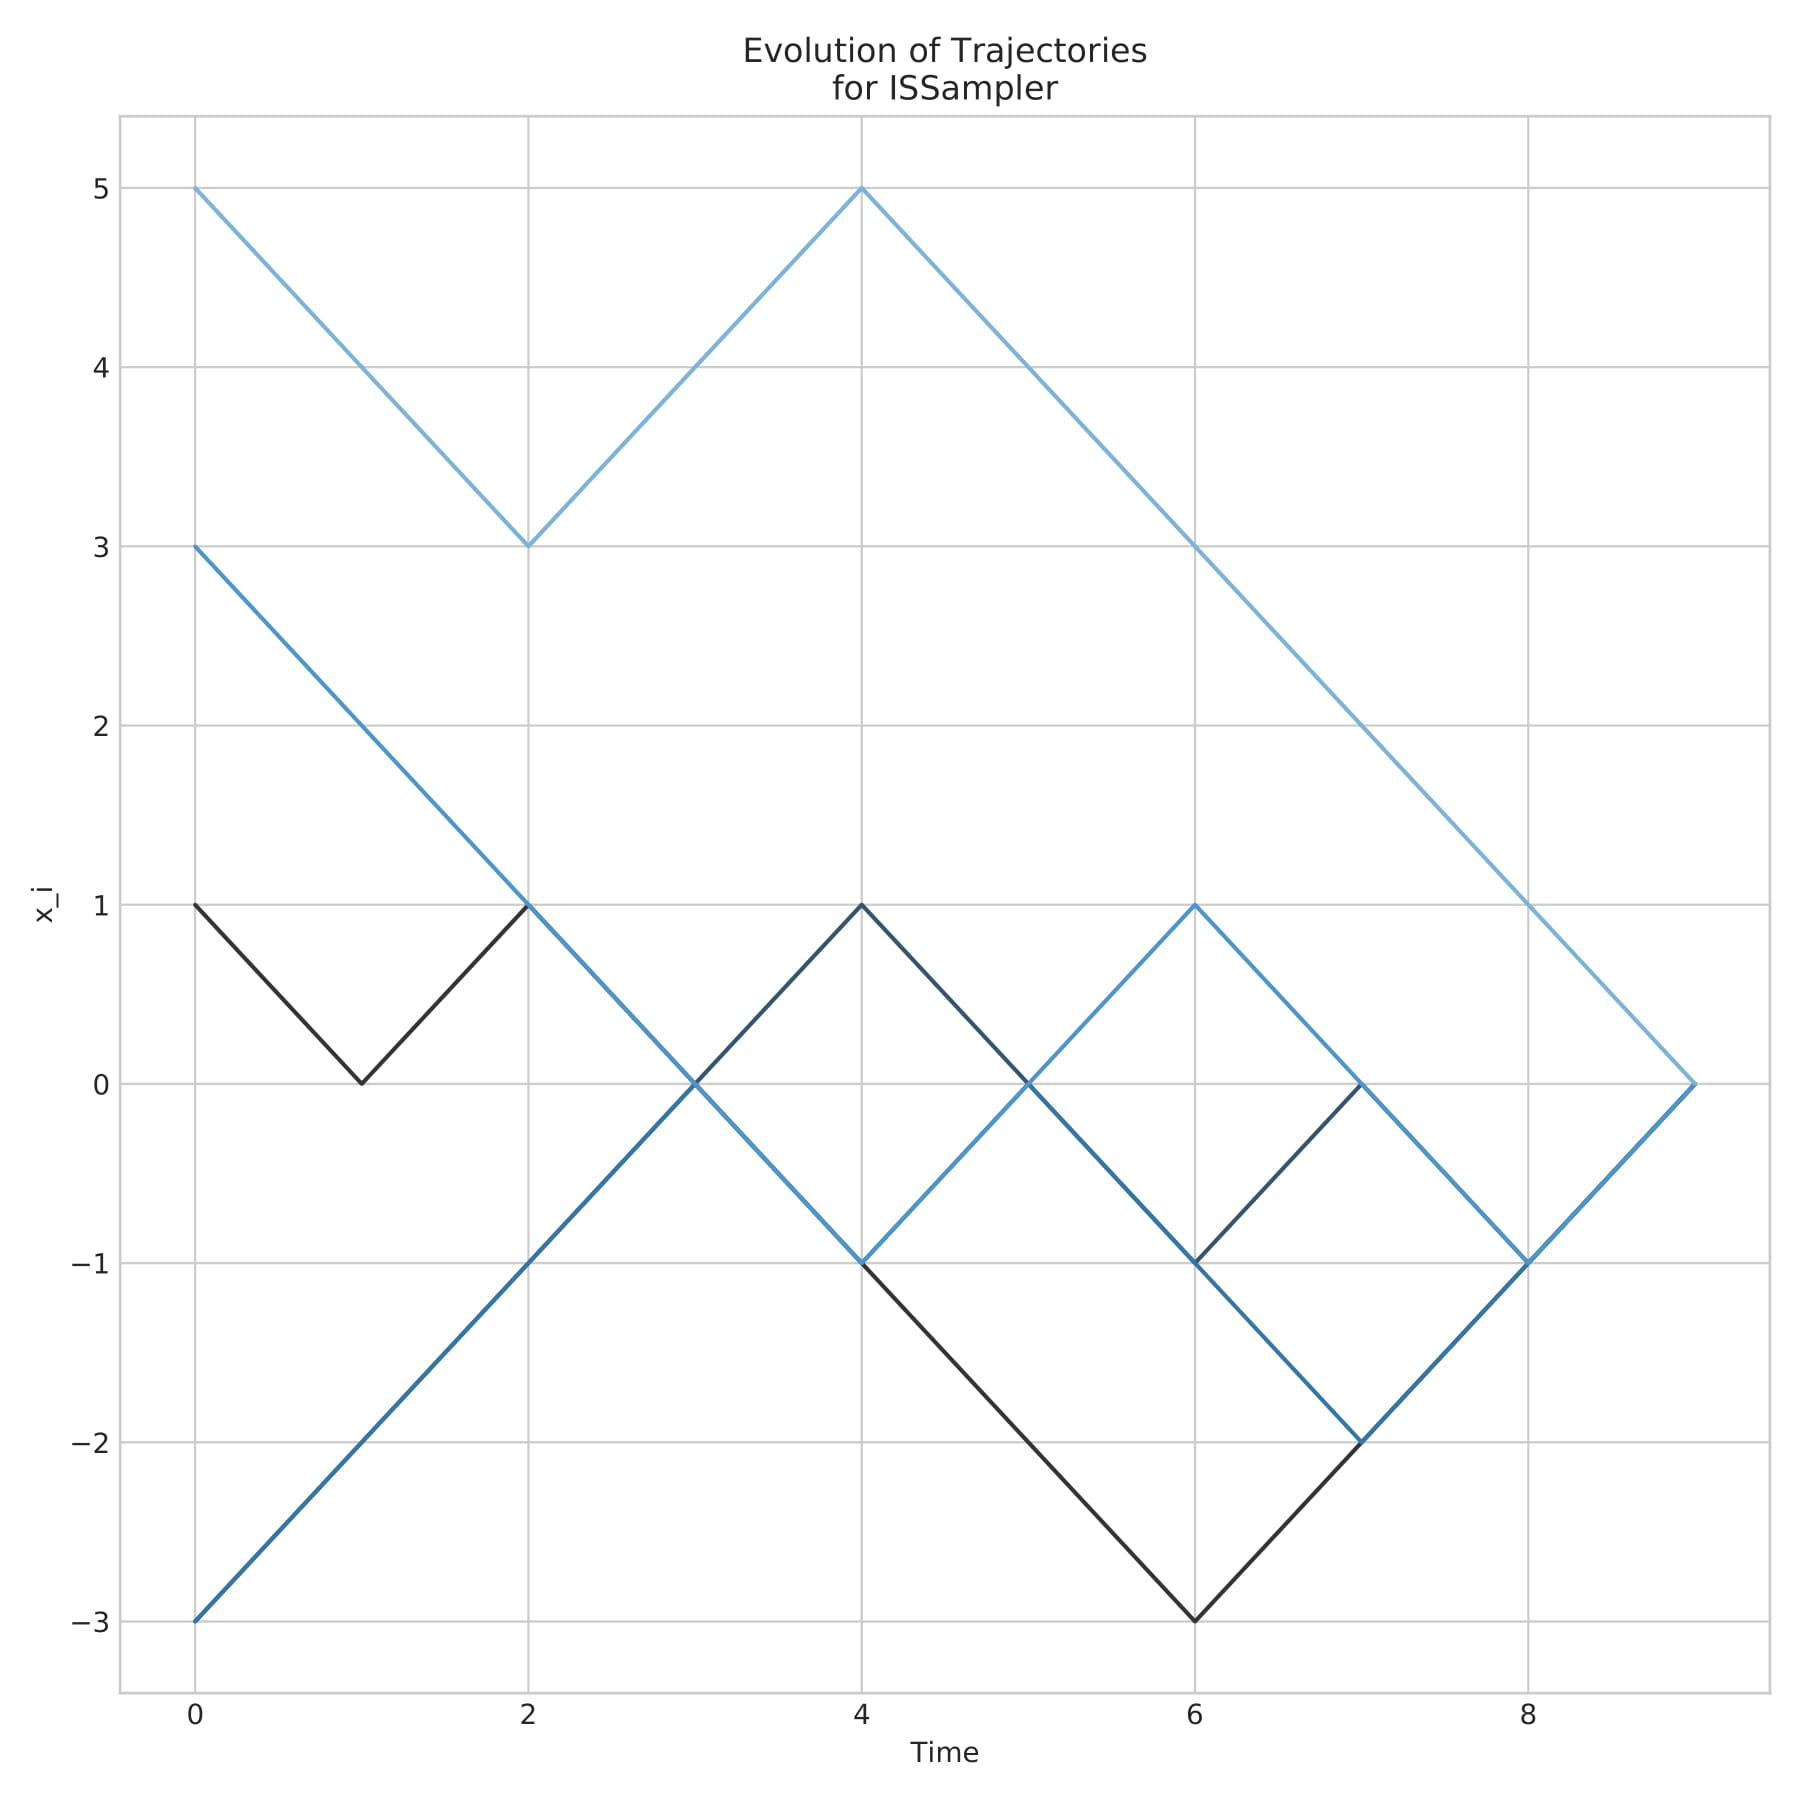 Evolution of Trajectories
for ISSampler
5
4
3
2
1
0
−1
−2
−3
x_i
0 2 4 6 8
Time